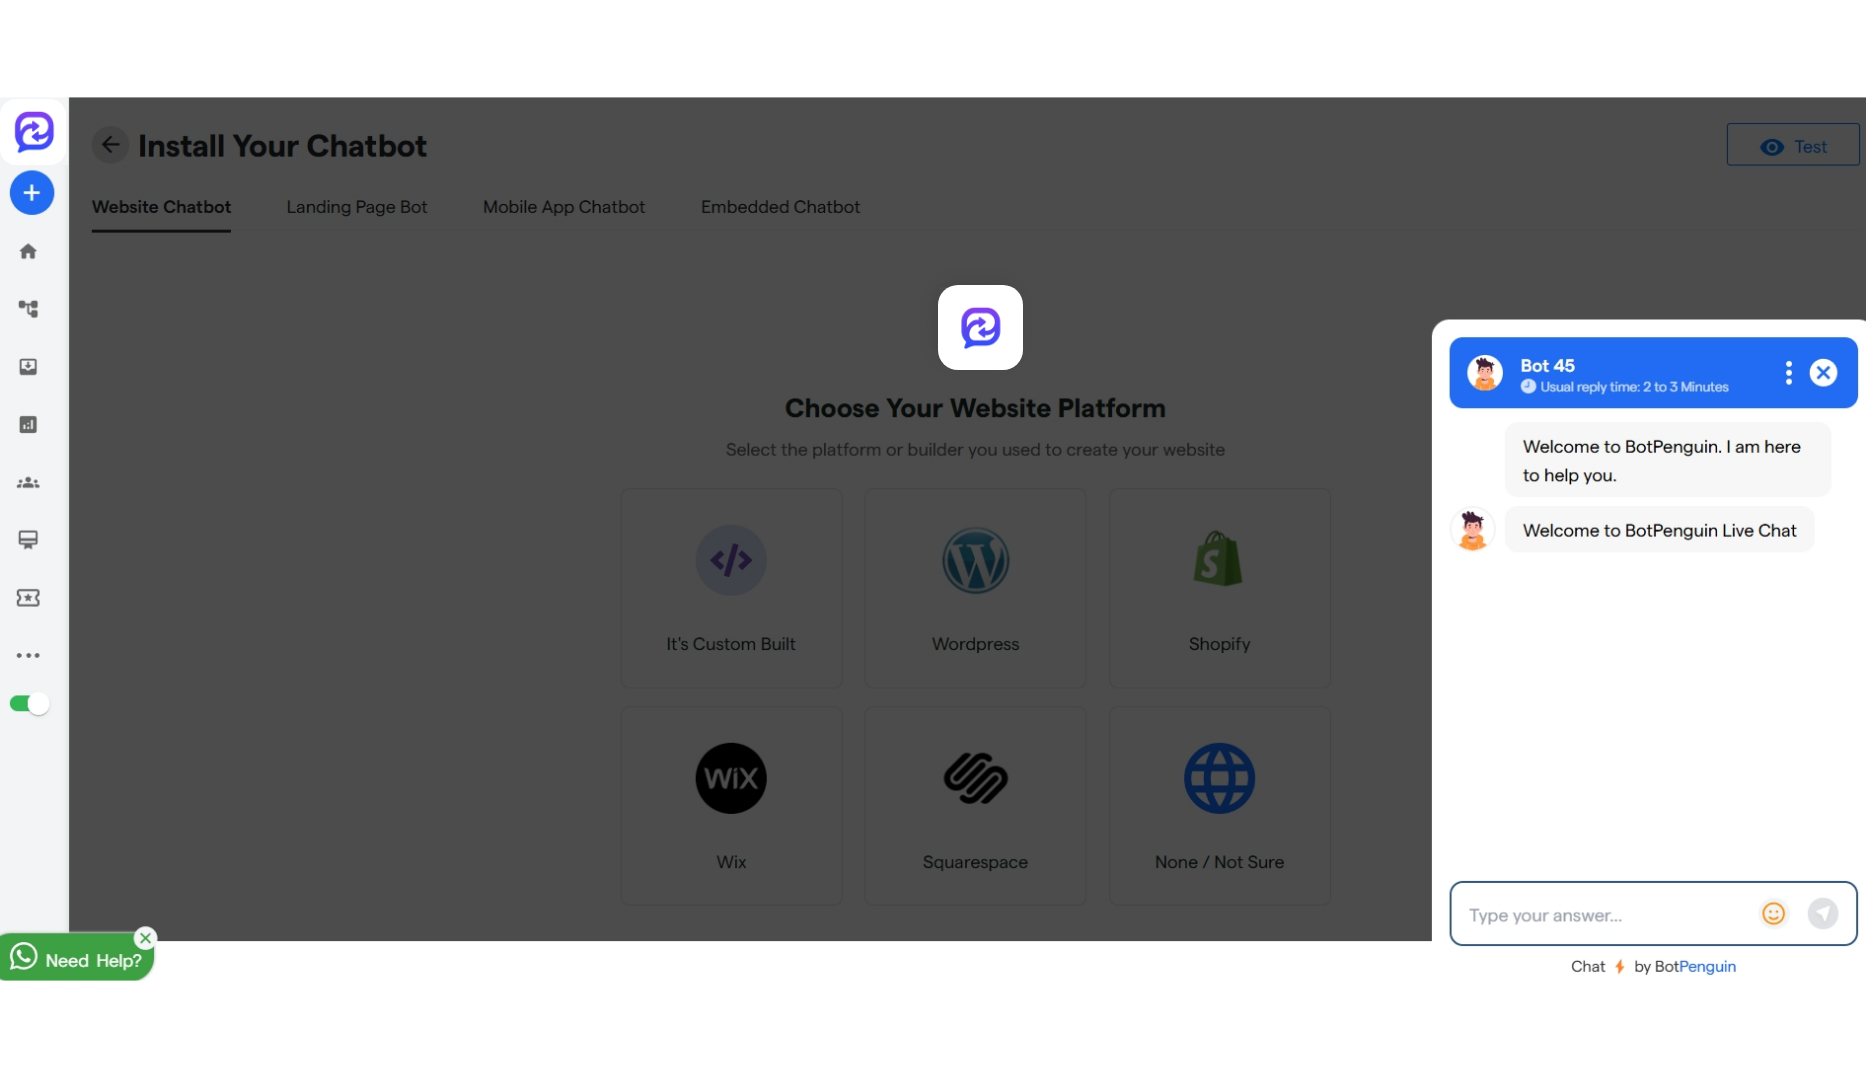 Install Your Chatbot
Test
Website Chatbot
Landing Page Bot
Mobile App Chatbot
Embedded Chatbot
Choose Your Website Platform
Select the platform or builder you used to create your website
It's Custom Built
Wordpress
Shopify
WiX
Wix
Squarespace
None / Not Sure
Bot 45
Usual reply time: 2 to 3 Minutes
Welcome to BotPenguin. I am here
to help you.
Welcome to BotPenguin Live Chat
Type your answer...
Chat by BotPenguin
Need Help?